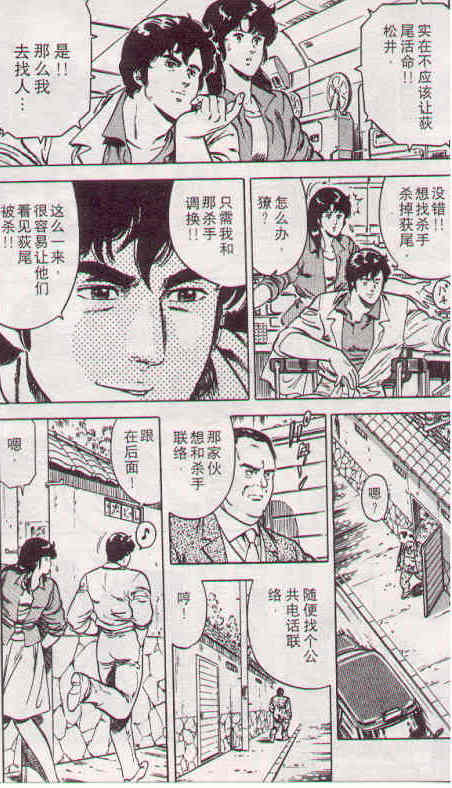 实在不应该让荻
尾活命!!
松井.
是!!
那么我
去找人…
没错!!
想找杀手
杀掉荻尾
怎么办,
獠?
只需我和
那杀手
调换!!
这么一来,
很容易让他们
看见荻尾
被杀!!
嗯?
那家伙
想和杀手
联络.
随便找个公
共电话联
络.
哼!
跟
在后面!
嗯.